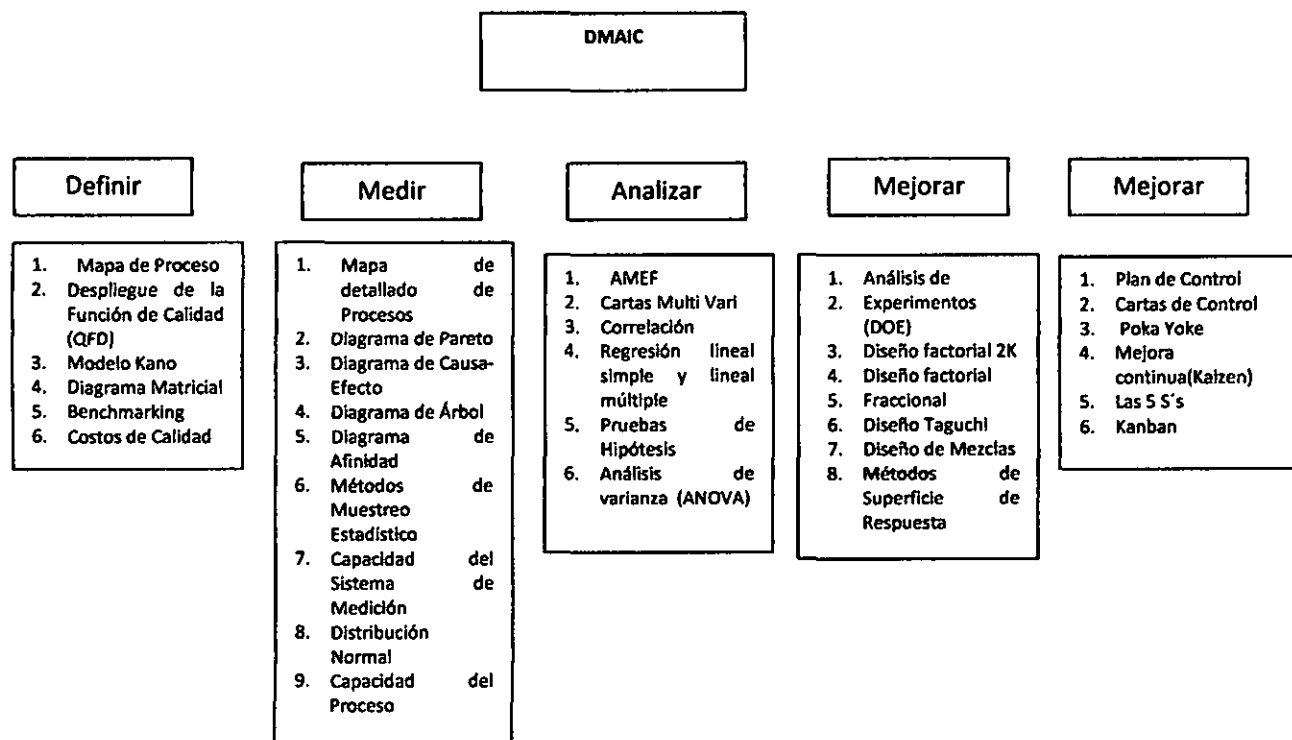 DMAIC
Definir
1. Mapa de Proceso
2. Despliegue de la
Función de Calidad
(QFD)
3. Modelo Kano
4. Diagrama Matricial
5. Benchmarking
6. Costos de Calidad
Medir
1. Mapa de
detallado de
Procesos
2. Diagrama de Pareto
3. Diagrama de Causa-
Efecto
4. Diagrama de Árbol
5. Diagrama de
Afinidad
6. Métodos de
Muestreo
Estadístico
7. Capacidad del
Sistema de
Medición
8. Distribución
Normal
9. Capacidad del
Proceso
Analizar
1. AMEF
2. Cartas Multi Vari
3. Correlación
4. Regresión lineal
simple y lineal
múltiple
5. Pruebas de
Hipótesis
6. Análisis de
varianza (ANOVA)
Mejorar
1. Análisis de
2. Experimentos
(DOE)
3. Diseño factorial 2K
4. Diseño factorial
5. Fraccional
6. Diseño Taguchi
7. Diseño de Mezclas
8. Métodos de
Superficie de
Respuesta
Mejorar
1. Plan de Control
2. Cartas de Control
3. Poka Yoke
4. Mejora
continua(Kaizen)
5. Las 5 S´s
6. Kanban